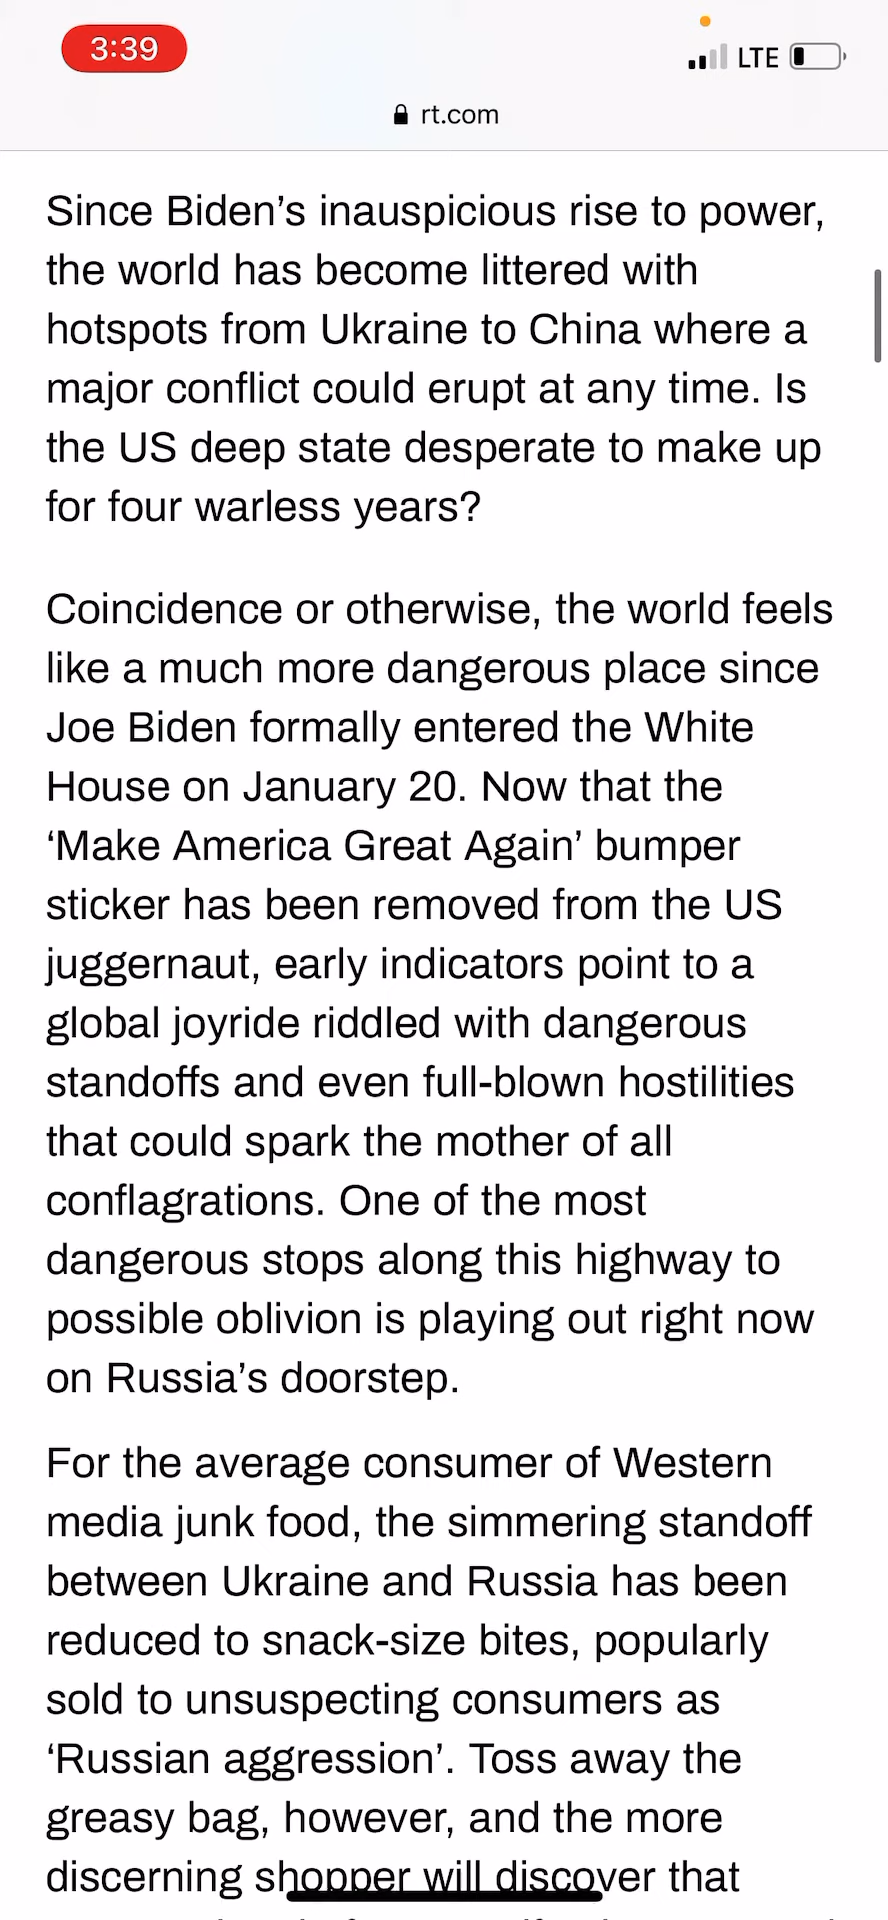 3:39
LTE
rt.com
Since Biden’s inauspicious rise to power,
the world has become littered with
hotspots from Ukraine to China where a
major conflict could erupt at any time. Is
the US deep state desperate to make up
for four warless years?
Coincidence or otherwise, the world feels
like a much more dangerous place since
Joe Biden formally entered the White
House on January 20. Now that the
‘Make America Great Again’ bumper
sticker has been removed from the US
juggernaut, early indicators point to a
global joyride riddled with dangerous
standoffs and even full-blown hostilities
that could spark the mother of all
conflagrations. One of the most
dangerous stops along this highway to
possible oblivion is playing out right now
on Russia’s doorstep.
For the average consumer of Western
media junk food, the simmering standoff
between Ukraine and Russia has been
reduced to snack-size bites, popularly
sold to unsuspecting consumers as
‘Russian aggression’. Toss away the
greasy bag, however, and the more
discerning shopper will discover that